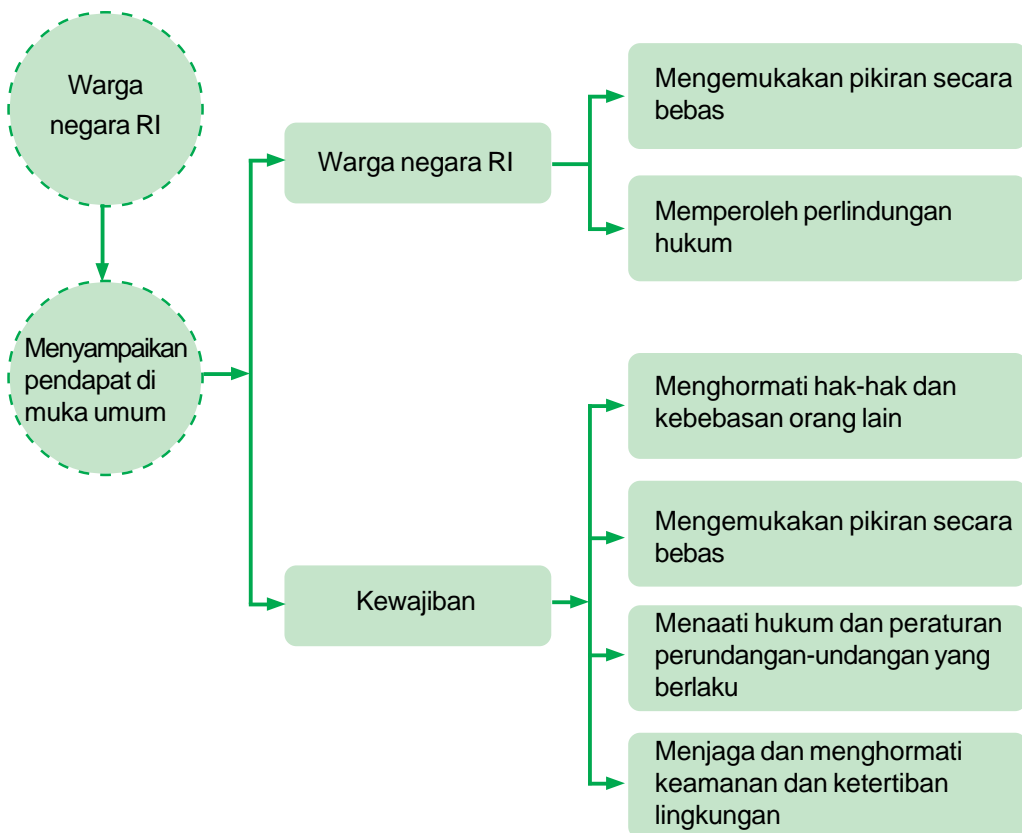 Warga
negara RI
Menyampaikan
pendapat di
muka umum
Warga negara RI
Mengemukakan pikiran secara
bebas
Memperoleh perlindungan
hukum
Kewajiban
Menghormati hak-hak dan
kebebasan orang lain
Mengemukakan pikiran secara
bebas
Menaati hukum dan peraturan
perundangan-undangan yang
berlaku
Menjaga dan menghormati
keamanan dan ketertiban
lingkungan